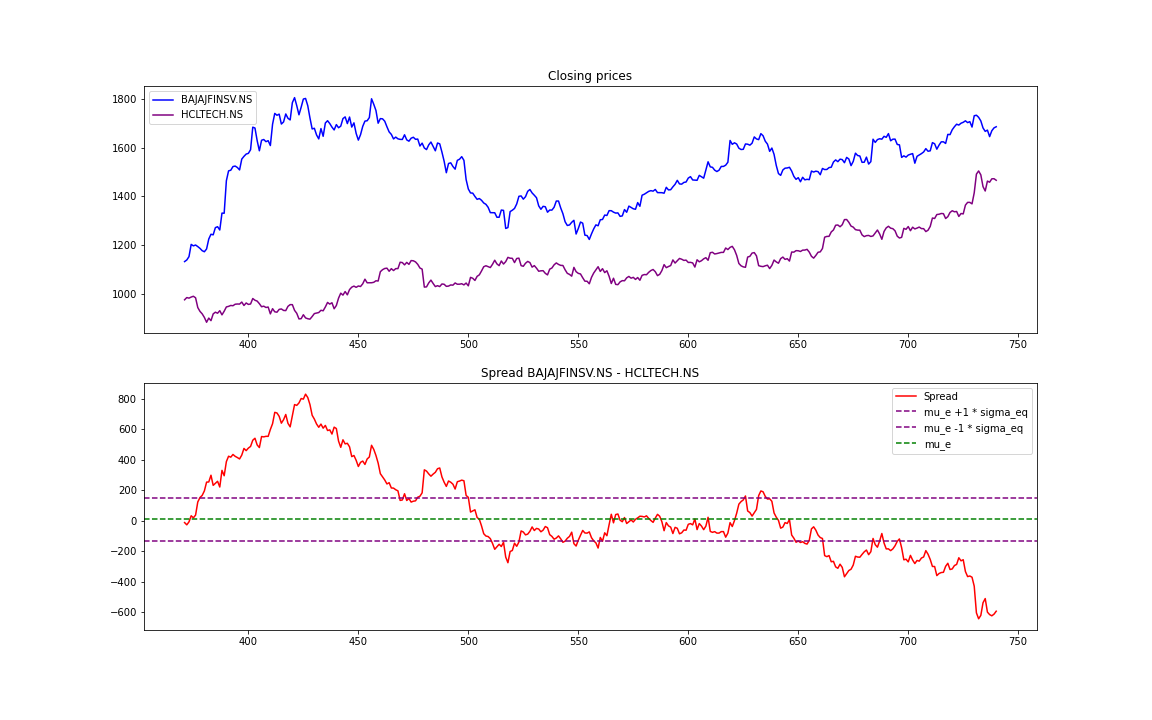 Closing prices
1800
1600
1400
1200
1000
BAJAJFINSV.NS
HCLTECH.NS
400 450 500 550 600 650 700 750
Spread BAJAJFINSV.NS - HCLTECH.NS
800
600
400
200
0
−200
−400
−600
Spread
mu_e +1 * sigma_eq
mu_e -1 * sigma_eq
mu_e
400 450 500 550 600 650 700 750